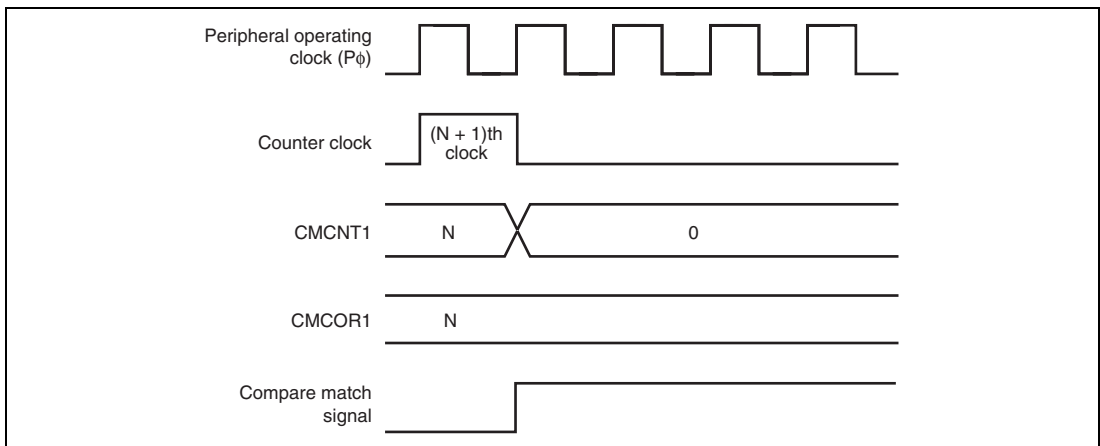 Peripheral operating
clock (Pϕ)
Counter clock
(N + 1)th
clock
CMCNT1
N
0
CMCOR1
N
Compare match
signal